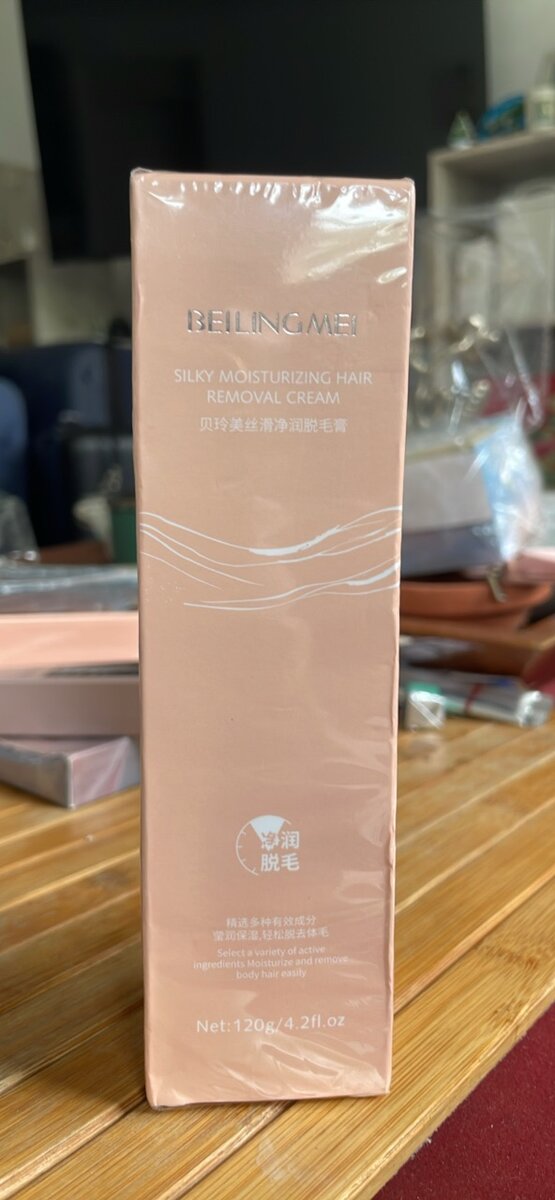 BEILINGMEI
SILKY MOISTURIZING HAIR
REMOVAL CREAM
贝玲美丝滑净润脱毛膏
净润
脱毛
精选多种有效成分
莹润保湿,轻松脱去体毛
Select a variety of active
ingredients Moisturize and remove
body hair easily
Net:120g/4.2fl.oz